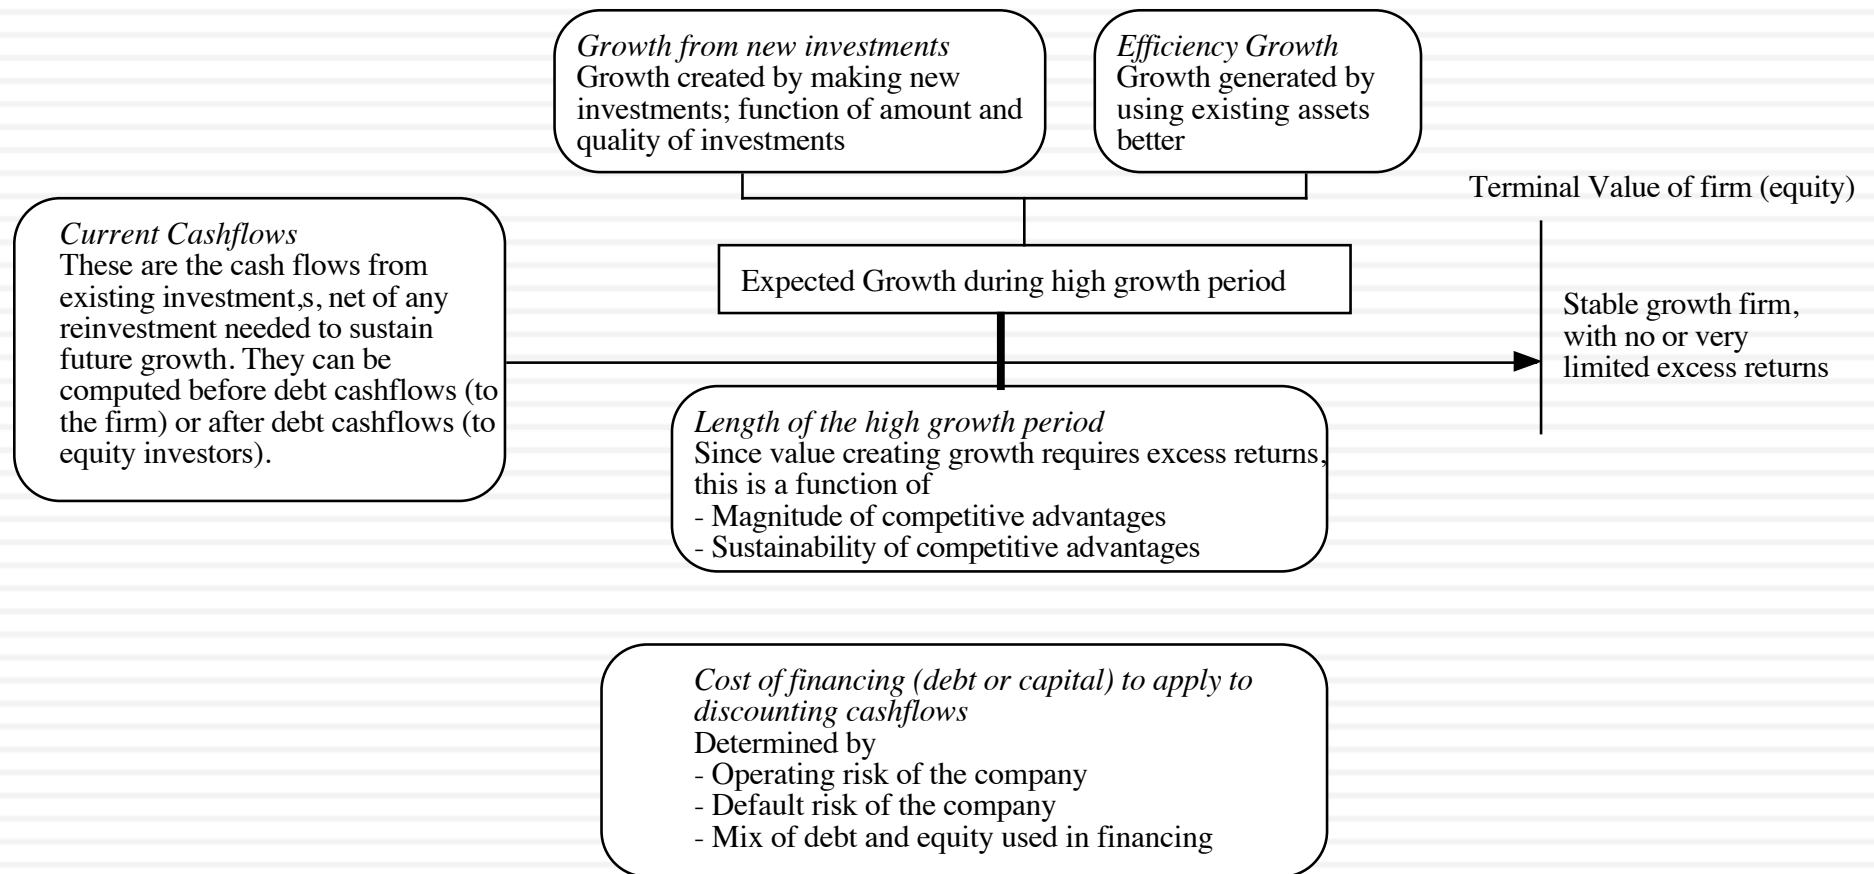 Growth from new investments
Growth created by making new
investments; function of amount and
quality of investments
Efficiency Growth
Growth generated by
using existing assets
better
Terminal Value of firm (equity)
Current Cashflows
These are the cash flows from
existing investment,s, net of any
reinvestment needed to sustain
future growth. They can be
computed before debt cashflows (to
the firm) or after debt cashflows (to
equity investors).
Expected Growth during high growth period
Stable growth firm,
with no or very
limited excess returns
Length of the high growth period
Since value creating growth requires excess returns,
this is a function of
- Magnitude of competitive advantages
- Sustainability of competitive advantages
Cost of financing (debt or capital) to apply to
discounting cashflows
Determined by
- Operating risk of the company
- Default risk of the company
- Mix of debt and equity used in financing